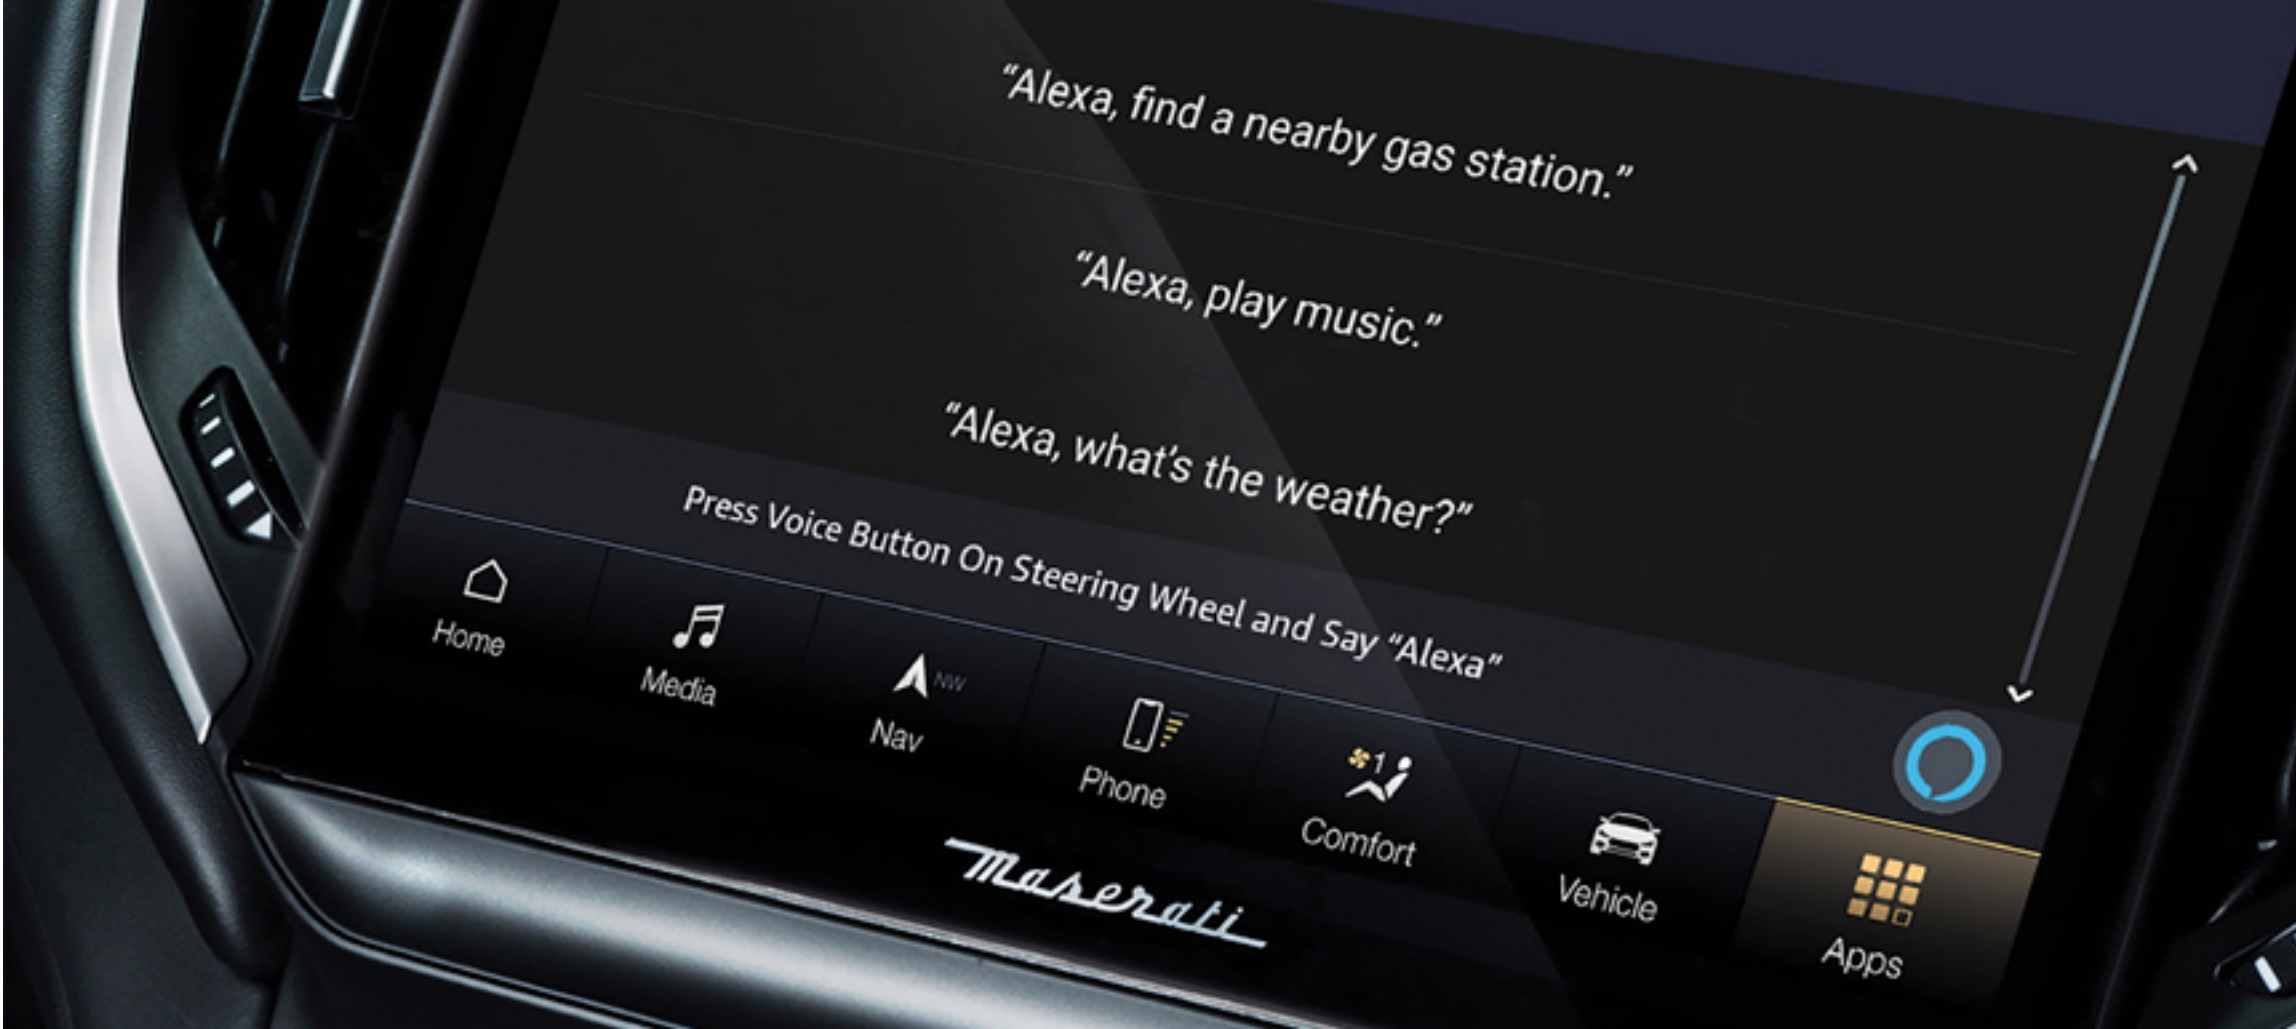 “Alexa, find a nearby gas station.”
“Alexa, play music.”
“Alexa, what’s the weather?”
Press Voice Button On Steering Wheel and Say “Alexa”
Home
Media
NW
Nav
Phone
1
Comfort
Vehicle
Apps
Maserati